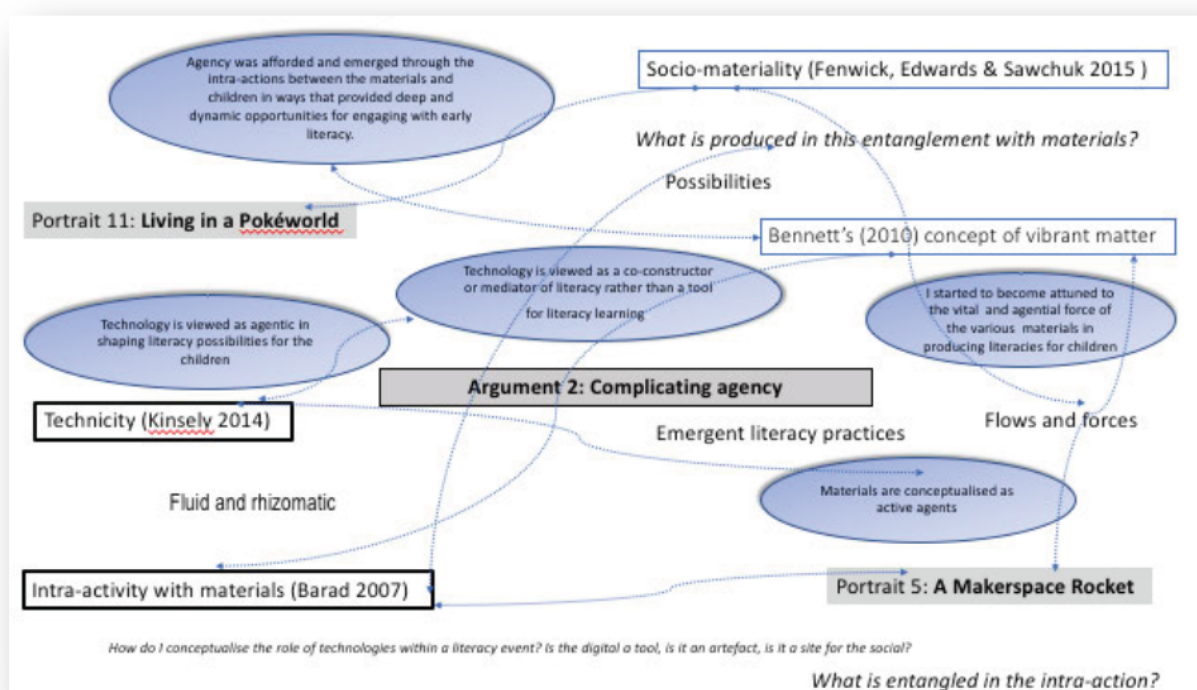 Agency was afforded and emerged through the
intra-actions between the materials and
children in ways that provided deep and
dynamic opportunities for engaging with early
literacy.
Socio-materiality (Fenwick, Edwards & Sawchuk 2015 )
What is produced in this entanglement with materials?
Possibilities
Portrait 11: Living in a Pokéworld
Bennett's (2010) concept of vibrant matter
Technology is viewed as a co-constructor
or mediator of literacy rather than a tool
for literacy learning
I started to become attuned to
the vital and agential force of
the various materials in
producing literacies for children
Technology is viewed as agentic in
shaping literacy possibilities for the
children
Argument 2: Complicating agency
Technicity (Kinsely 2014)
Emergent literacy practices
Flows and forces
Materials are conceptualised as
active agents
Fluid and rhizomatic
Intra-activity with materials (Barad 2007)
Portrait 5: A Makerspace Rocket
How do I conceptualise the role of technologies within a literacy event? Is the digital a tool, is it an artefact, is it a site for the social?
What is entangled in the intra-action?